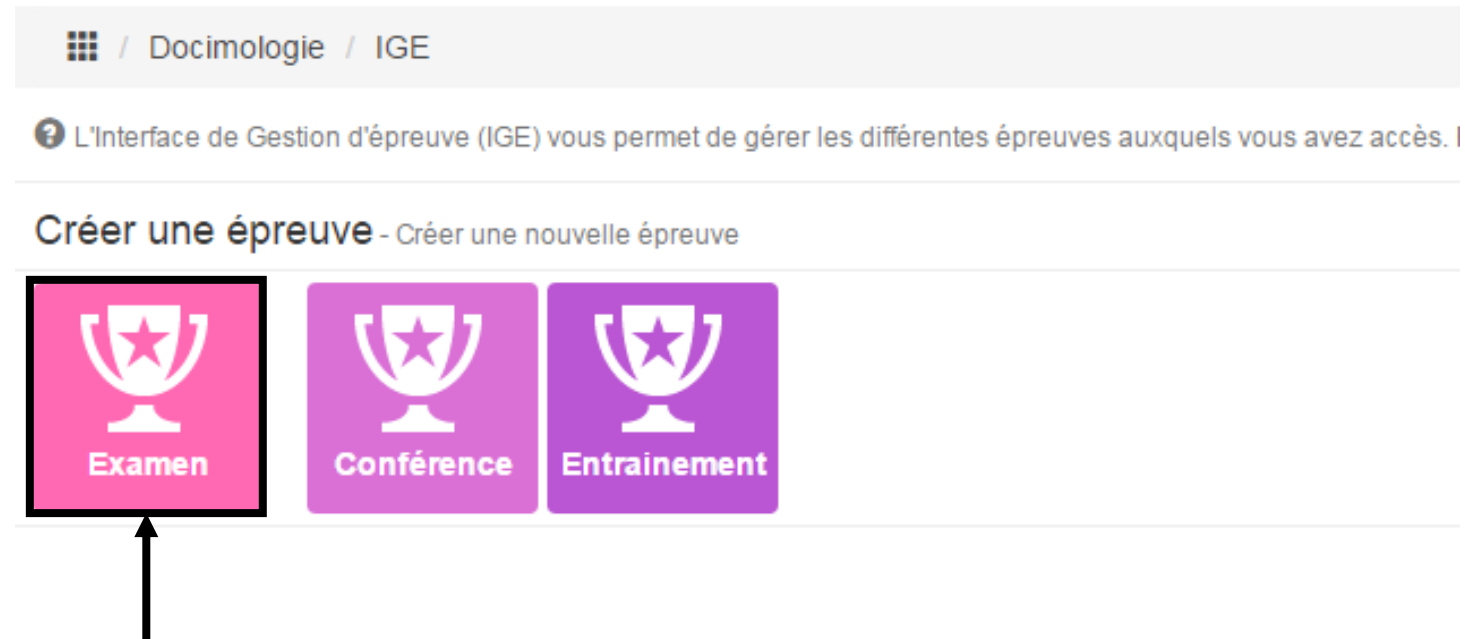 / Docimologie / IGE
L'Interface de Gestion d'épreuve (IGE) vous permet de gérer les différentes épreuves auxquels vous avez accès.
Créer une épreuve - Créer une nouvelle épreuve
Examen
Conférence
Entrainement